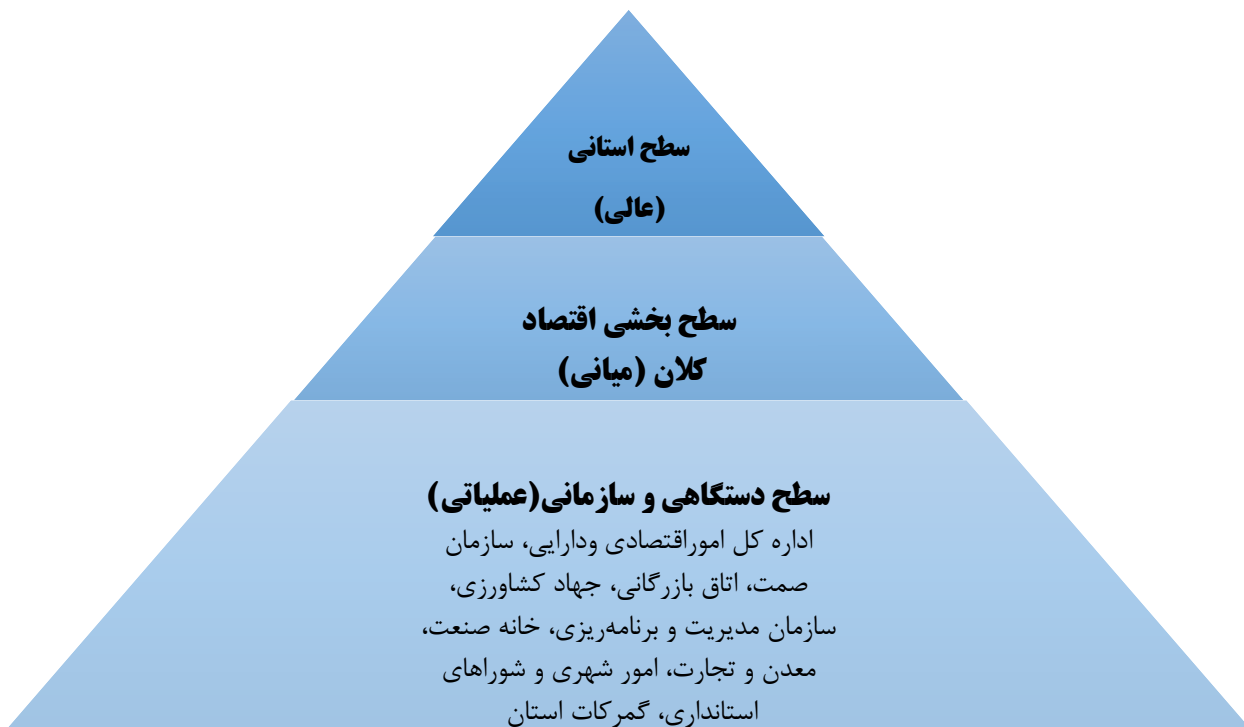 سطح استانی
(عالی)
سطح بخشی اقتصاد
کلان (میانی)
سطح دستگاهی و سازمانی(عملیاتی)
اداره کل اموراقتصادی ودارایی، سازمان
صمت، اتاق بازرگانی، جهاد کشاورزی،
سازمان مدیریت و برنامه‌ریزی، خانه صنعت،
معدن و تجارت، امور شهری و شوراهای
استانداری، گمرکات استان